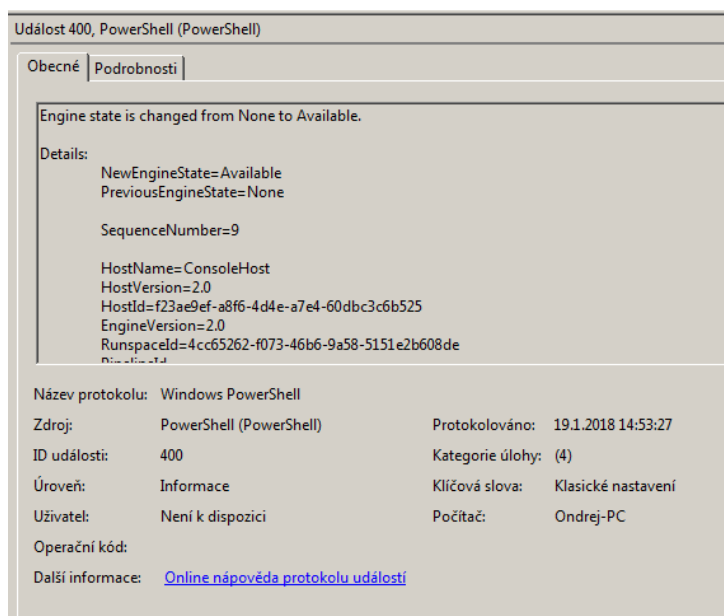 Událost 400, PowerShell (PowerShell)
Obecné Podrobnosti
Engine state is changed from None to Available.
Details:
NewEngineState=Available
PreviousEngineState=None
SequenceNumber=9
HostName=ConsoleHost
HostVersion=2.0
HostId=f23ae9ef-a8f6-4d4e-a7e4-60dbc3c6b525
EngineVersion=2.0
RunspaceId=4cc65262-f073-46b6-9a58-5151e2b608de
Název protokolu: Windows PowerShell
Zdroj: PowerShell (PowerShell) Protokolováno: 19.1.2018 14:53:27
ID události: 400 Kategorie úlohy: (4)
Úroveň: Informace Klíčová slova: Klasické nastavení
Uživatel: Není k dispozici Počítač: Ondrej-PC
Operační kód:
Další informace: Online nápověda protokolu událostí